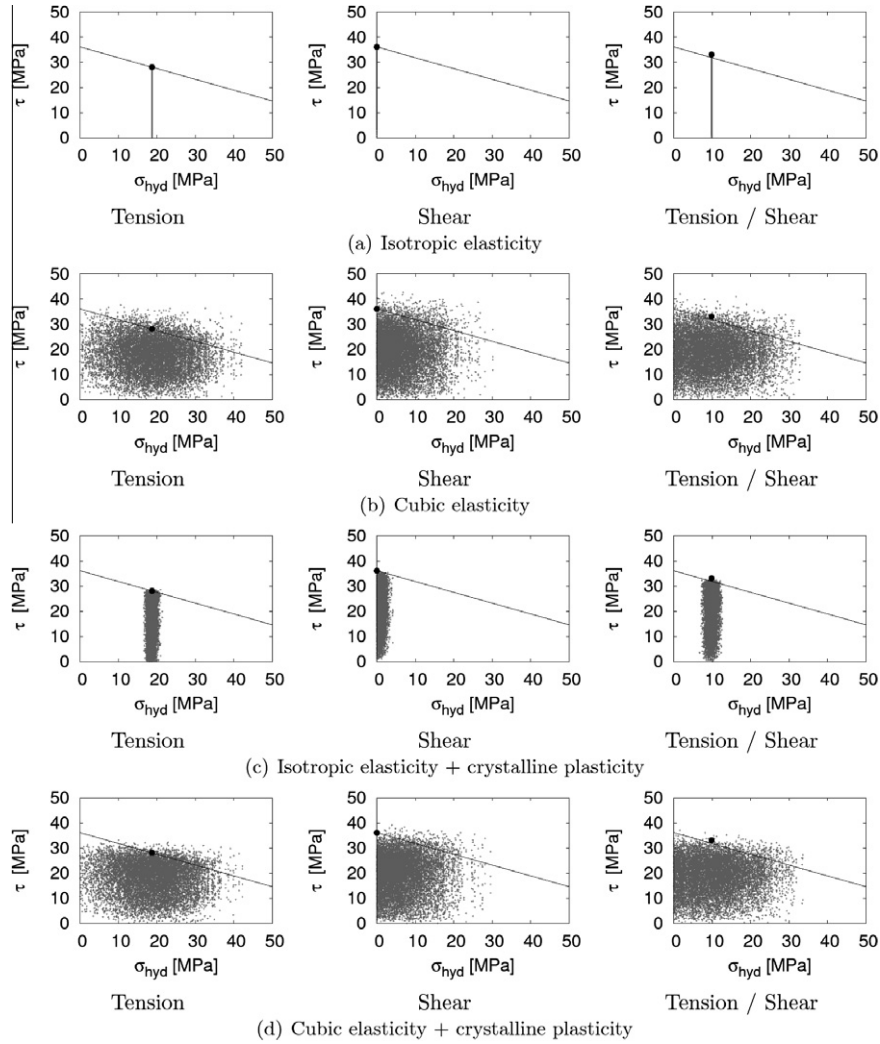 50
40
30
20
10
0
τ [MPa]
0 10 20 30 40 50
σhyd [MPa]
Tension
50
40
30
20
10
0
τ [MPa]
0 10 20 30 40 50
σhyd [MPa]
Shear
50
40
30
20
10
0
τ [MPa]
0 10 20 30 40 50
σhyd [MPa]
Tension / Shear
(a) Isotropic elasticity
50
40
30
20
10
0
τ [MPa]
0 10 20 30 40 50
σhyd [MPa]
Tension
50
40
30
20
10
0
τ [MPa]
0 10 20 30 40 50
σhyd [MPa]
Shear
50
40
30
20
10
0
τ [MPa]
0 10 20 30 40 50
σhyd [MPa]
Tension / Shear
(b) Cubic elasticity
50
40
30
20
10
0
τ [MPa]
0 10 20 30 40 50
σhyd [MPa]
Tension
50
40
30
20
10
0
τ [MPa]
0 10 20 30 40 50
σhyd [MPa]
Shear
50
40
30
20
10
0
τ [MPa]
0 10 20 30 40 50
σhyd [MPa]
Tension / Shear
(c) Isotropic elasticity + crystalline plasticity
50
40
30
20
10
0
τ [MPa]
0 10 20 30 40 50
σhyd [MPa]
Tension
50
40
30
20
10
0
τ [MPa]
0 10 20 30 40 50
σhyd [MPa]
Shear
50
40
30
20
10
0
τ [MPa]
0 10 20 30 40 50
σhyd [MPa]
Tension / Shear
(d) Cubic elasticity + crystalline plasticity